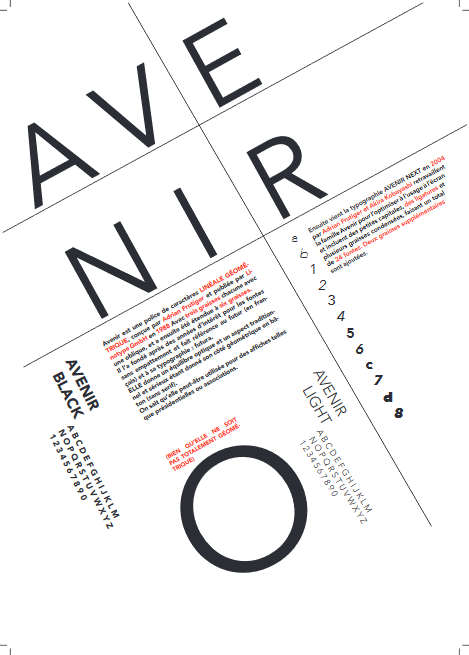 AVE
NIR
Ensuite vieux la typographie AVENIR NEXT en 2004
par Adrian Frutiger et Akira Kobayashi retravaillent
la famille Avenir pour l'optimiser à l'usage à l'écran
et incluent des petites capitales, des ligatures et
plusieurs graisses condensées, faisant un total
de 24 fontes. Deux graisses supplémentaires
sont ajoutées.
a
b
1
2
3
4
5
6
c
7
d
8
Avenir est une police de caractères LINÉALE GÉOMÉ-
TRIQUE, conçue par Adrian Frutiger et publiée par Li-
notype GmbH en 1988 Avec trois graisses chacune avec
une oblique, et a ensuite été étendue à six graisses.
Il l'a fondé après des années d'intérêt pour les fontes
sans empattement et fait référence au futur (en fran-
çais) et à sa typographie : futura.
ELLE donne un équilibre optique et un aspect tradition-
nel et sérieux étant donné son côté géométrique en bâ-
ton (sans serif).
On sait qu'elle peut-être utilisée pour des affiches telles
que présidentielles ou associations.
AVENIR
BLACK
ABCDEFGHIJKLM
NOPQRSTUVWXYZ
1234567890
(BIEN QU'ELLE NE SOIT
PAS TOTALEMENT GÉOMÉ-
TRIQUE)
AVENIR
LIGHT
ABCDEFGHIJKLM
NOPQRSTUVWXYZ
1234567890
O